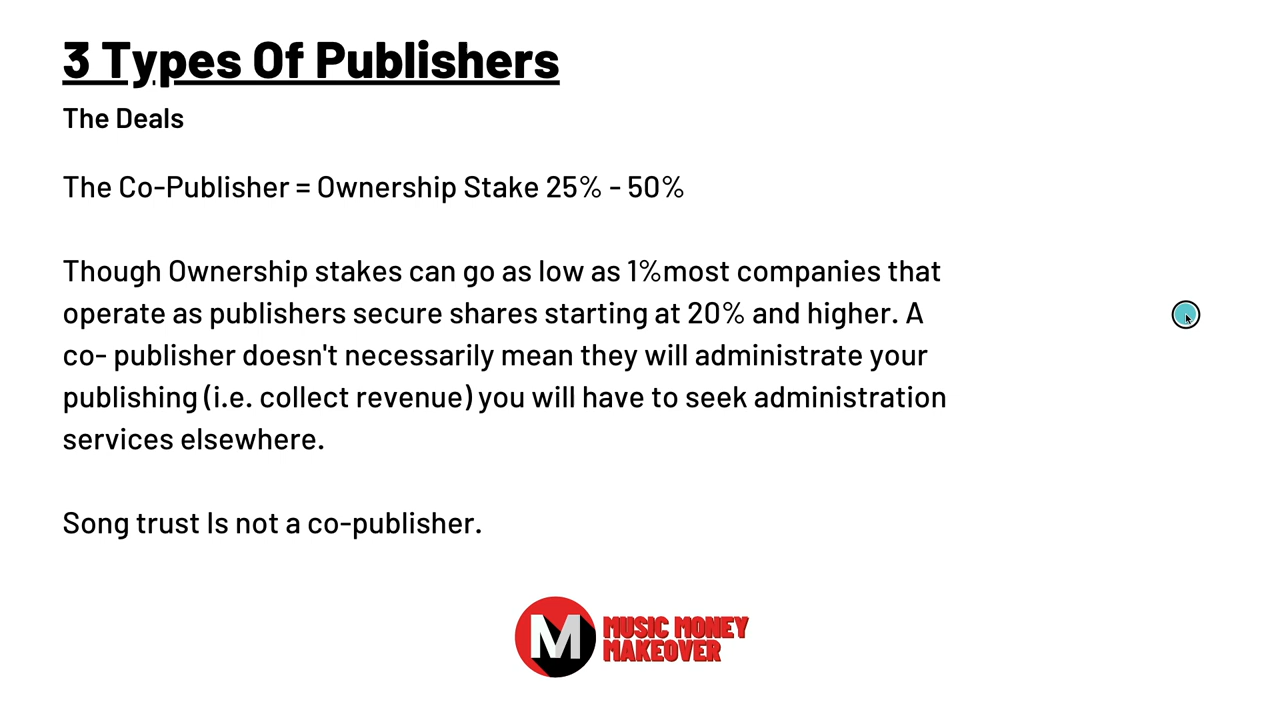 3 Types Of Publishers
The Deals
The Co-Publisher = Ownership Stake 25% - 50%
Though Ownership stakes can go as low as 1%most companies that
operate as publishers secure shares starting at 20% and higher. A
co- publisher doesn't necessarily mean they will administrate your
publishing (i.e. collect revenue) you will have to seek administration
services elsewhere.
Song trust Is not a co-publisher.
M
MUSIC MONEY
MAKEOVER